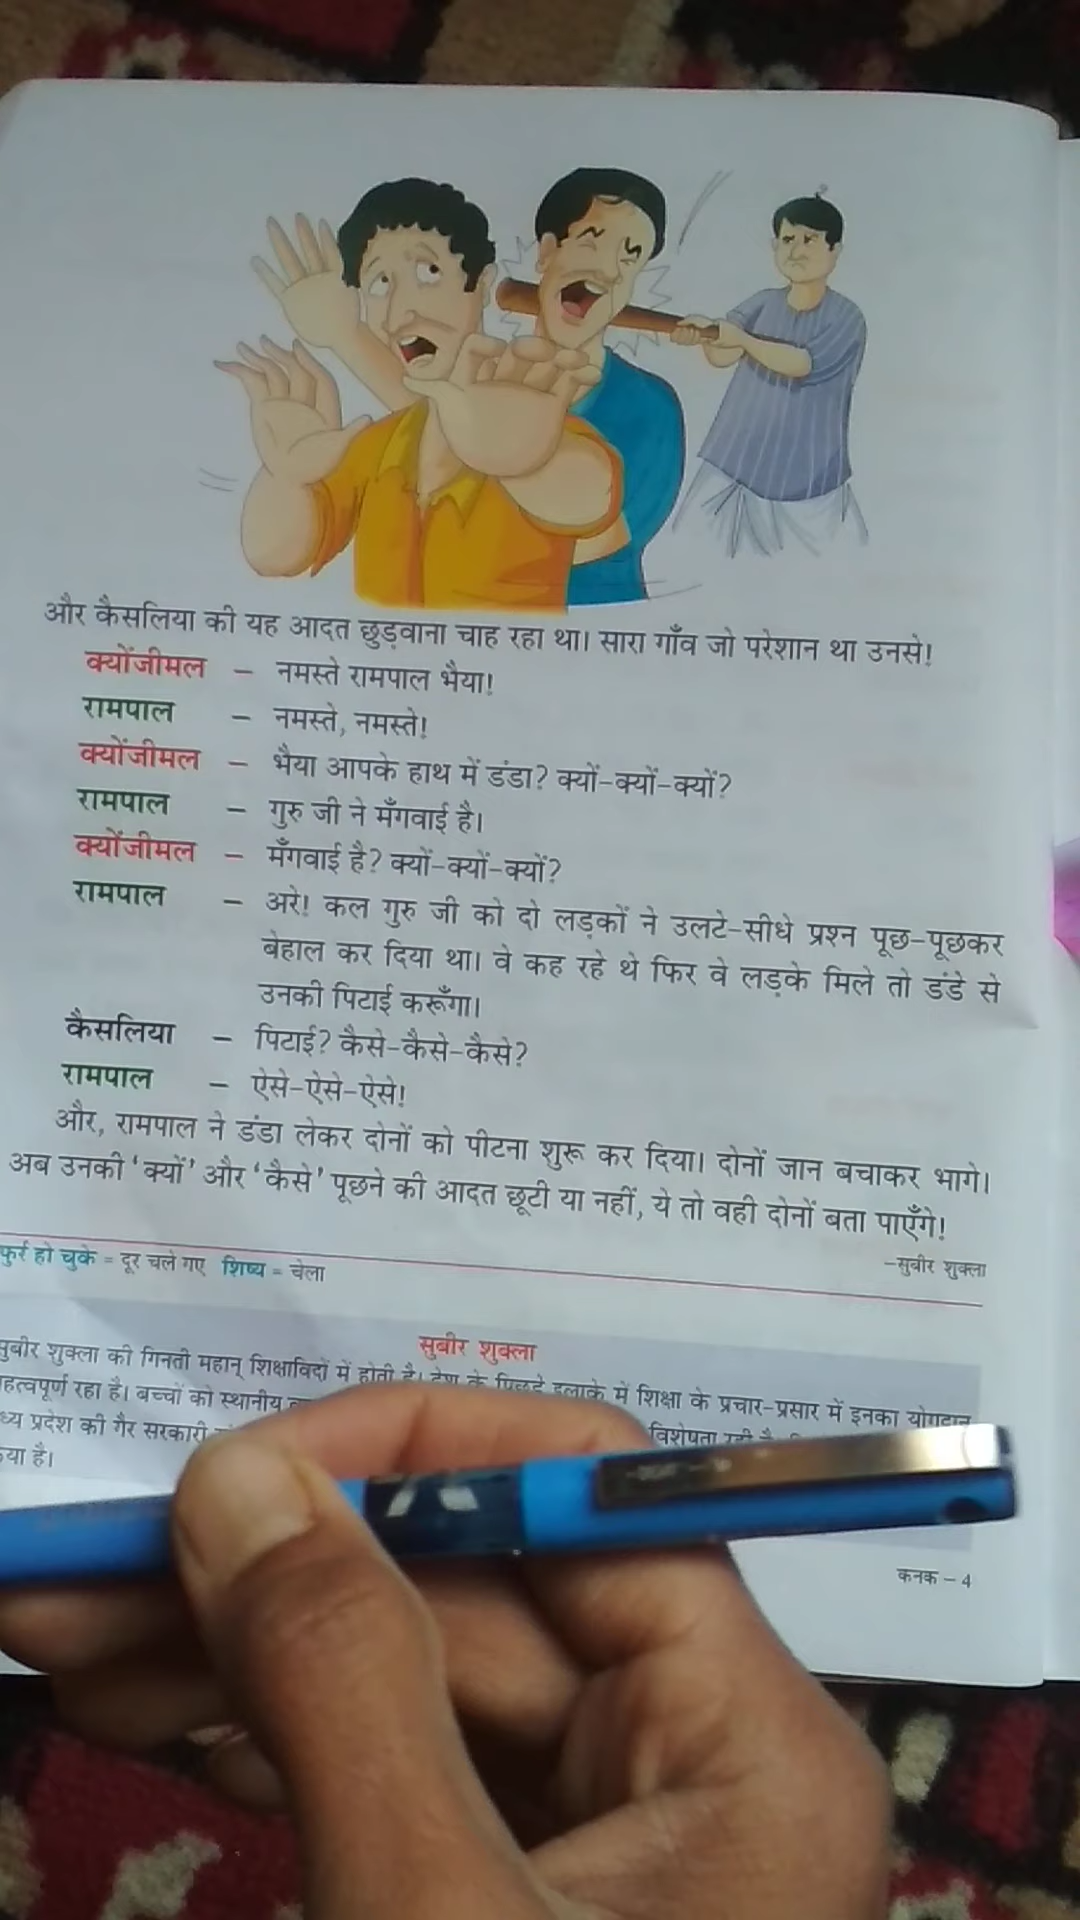 और कैसलिया की यह आदत छुड़वाना चाह रहा था। सारा गाँव जो परेशान था उनसे!
क्योंजीमल – नमस्ते रामपाल भैया!
रामपाल – नमस्ते, नमस्ते!
क्योंजीमल – भैया आपके हाथ में डंडा? क्यों-क्यों-क्यों?
रामपाल – गुरु जी ने मँगवाई है।
क्योंजीमल – मँगवाई है? क्यों-क्यों-क्यों?
रामपाल – अरे! कल गुरु जी को दो लड़कों ने उलटे-सीधे प्रश्न पूछ-पूछकर
बेहाल कर दिया था। वे कह रहे थे फिर वे लड़के मिले तो डंडे से
उनकी पिटाई करूँगा।
कैसलिया – पिटाई? कैसे-कैसे-कैसे?
रामपाल – ऐसे-ऐसे-ऐसे!
और, रामपाल ने डंडा लेकर दोनों को पीटना शुरू कर दिया। दोनों जान बचाकर भागे।
अब उनकी ‘क्यों’ और ‘कैसे’ पूछने की आदत छूटी या नहीं, ये तो वही दोनों बता पाएँगे!
–सुबीर शुक्ला
फुर्र हो चुके = दूर चले गए शिष्य = चेला
सुबीर शुक्ला
सुबीर शुक्ला की गिनती महान् शिक्षाविदों में होती है। देश के पिछड़े इलाके में शिक्षा के प्रचार-प्रसार में इनका योगदान
बच्चों को स्थानीय
प्रदेश की गैर सरकारी विशेषता रही
है।
कनक – 4